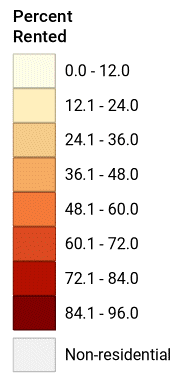 Percent
Rented
0.0 - 12.0
12.1 - 24.0
24.1 - 36.0
36.1 - 48.0
48.1 - 60.0
60.1 - 72.0
72.1 - 84.0
84.1 - 96.0
Non-residential